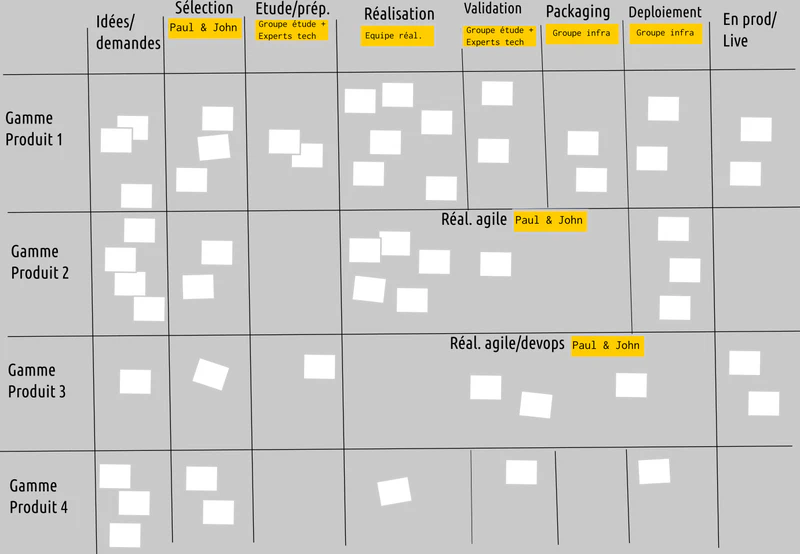 Idées/
demandes
Sélection
Paul & John
Etude/prép.
Groupe étude +
Experts tech
Réalisation
Equipe réal.
Validation
Groupe étude +
Experts tech
Packaging
Groupe infra
Deploiement
Groupe infra
En prod/
Live
Gamme
Produit 1
Réal. agile Paul & John
Gamme
Produit 2
Réal. agile/devops Paul & John
Gamme
Produit 3
Gamme
Produit 4